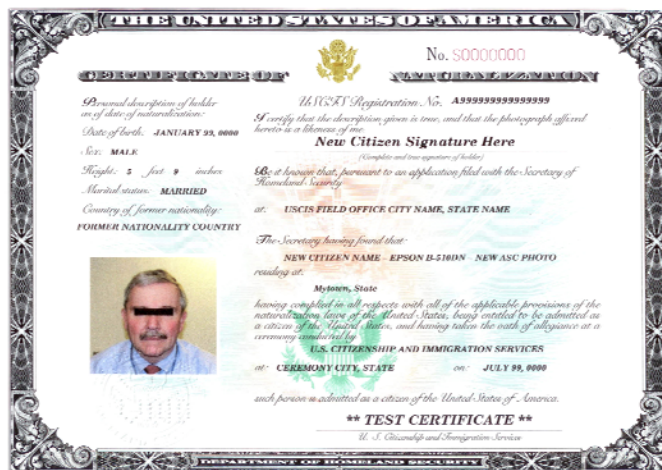 THE UNITED STATES OF AMERICA
No. S0000000
CERTIFICATE OF NATURALIZATION
Personal description of holder
as of date of naturalization:
Date of birth: JANUARY 99, 0000
Sex: MALE
Height: 5 feet 9 inches
Marital status: MARRIED
Country of former nationality:
FORMER NATIONALITY COUNTRY
USCIS Registration No. A999999999999999
I certify that the description given is true, and that the photograph affixed
hereto is a likeness of me.
New Citizen Signature Here
(Complete and true signature of holder)
Be it known that, pursuant to an application filed with the Secretary of
Homeland Security
at: USCIS FIELD OFFICE CITY NAME, STATE NAME
The Secretary having found that:
NEW CITIZEN NAME - EPSON B-510DN - NEW ASC PHOTO
residing at:
Mytown, State
having complied in all respects with all of the applicable provisions of the
naturalization laws of the United States, being entitled to be admitted as
a citizen of the United States, and having taken the oath of allegiance at a
ceremony conducted by
U.S. CITIZENSHIP AND IMMIGRATION SERVICES
at: CEREMONY CITY, STATE on: JULY 99, 0000
such person is admitted as a citizen of the United States of America.
** TEST CERTIFICATE **
U. S. Citizenship and Immigration Services
DEPARTMENT OF HOMELAND SECURITY